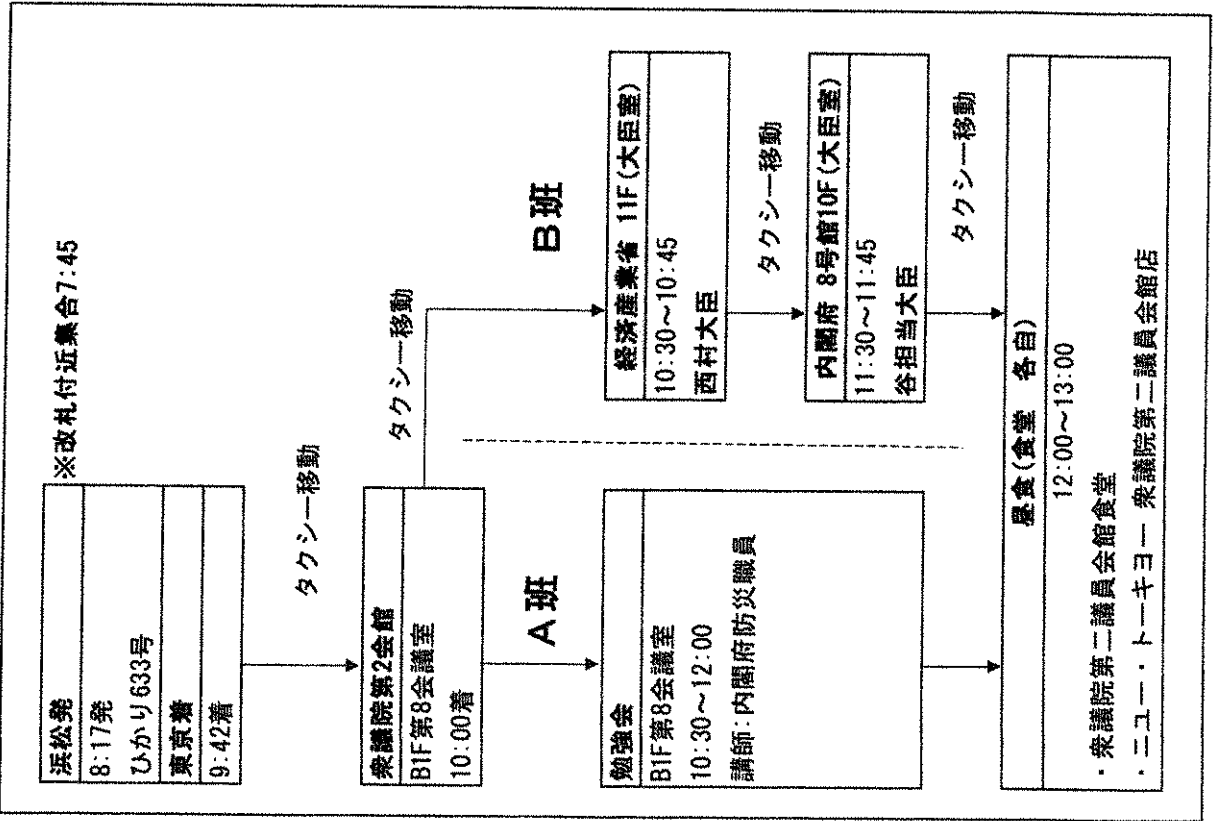 ※改札付近集合7:45
浜松発
8:17発
ひかり633号
東京着
9:42着
タクシー移動
衆議院第2会館
B1F第8会議室
10:00着
タクシー移動
A班
勉強会
B1F第8会議室
10:30～12:00
講師:内閣府防災職員
B班
経済産業省 11F(大臣室)
10:30～10:45
西村大臣
タクシー移動
内閣府 8号館10F(大臣室)
11:30～11:45
谷担当大臣
タクシー移動
昼食(食堂 各自)
12:00～13:00
・衆議院第二議員会館食堂
・ニュー・トーキヨー 衆議院第二議員会館店